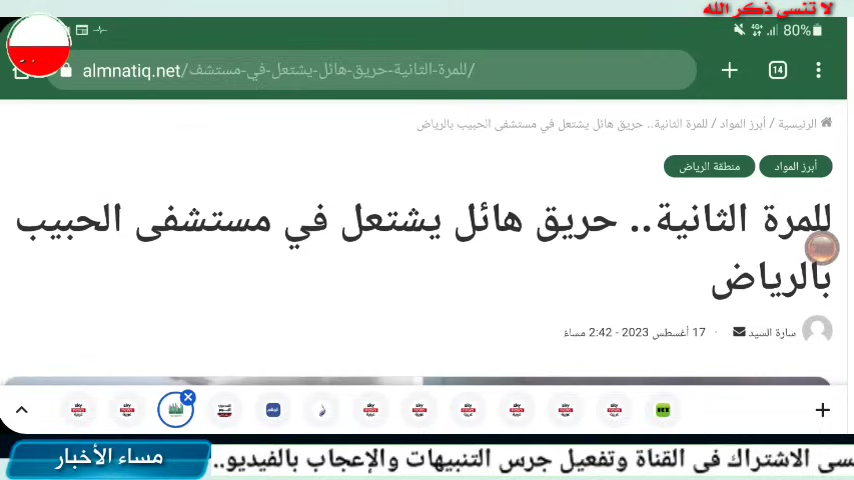 لا تنسى ذكر الله
80%
4G+
almnatiq.net/للمرة-الثانية-حريق-هائل-يشتعل-في-مستشف/
14
الرئيسية / أبرز المواد / للمرة الثانية.. حريق هائل يشتعل في مستشفى الحبيب بالرياض
أبرز المواد
منطقة الرياض
للمرة الثانية.. حريق هائل يشتعل في مستشفى الحبيب
بالرياض
سارة السيد · 17 أغسطس 2023 - 2:42 مساءً
مساء الأخبار
سى الاشتراك فى القناة وتفعيل جرس التنبيهات والإعجاب بالفيديو..